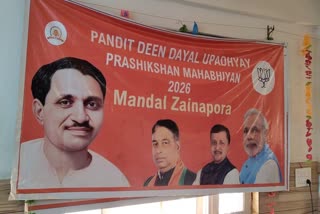 PANDIT DEEN DAYAL UPADHYAY
PRASHIKSHAN MAHABHIYAN
2026
Mandal Zainapora